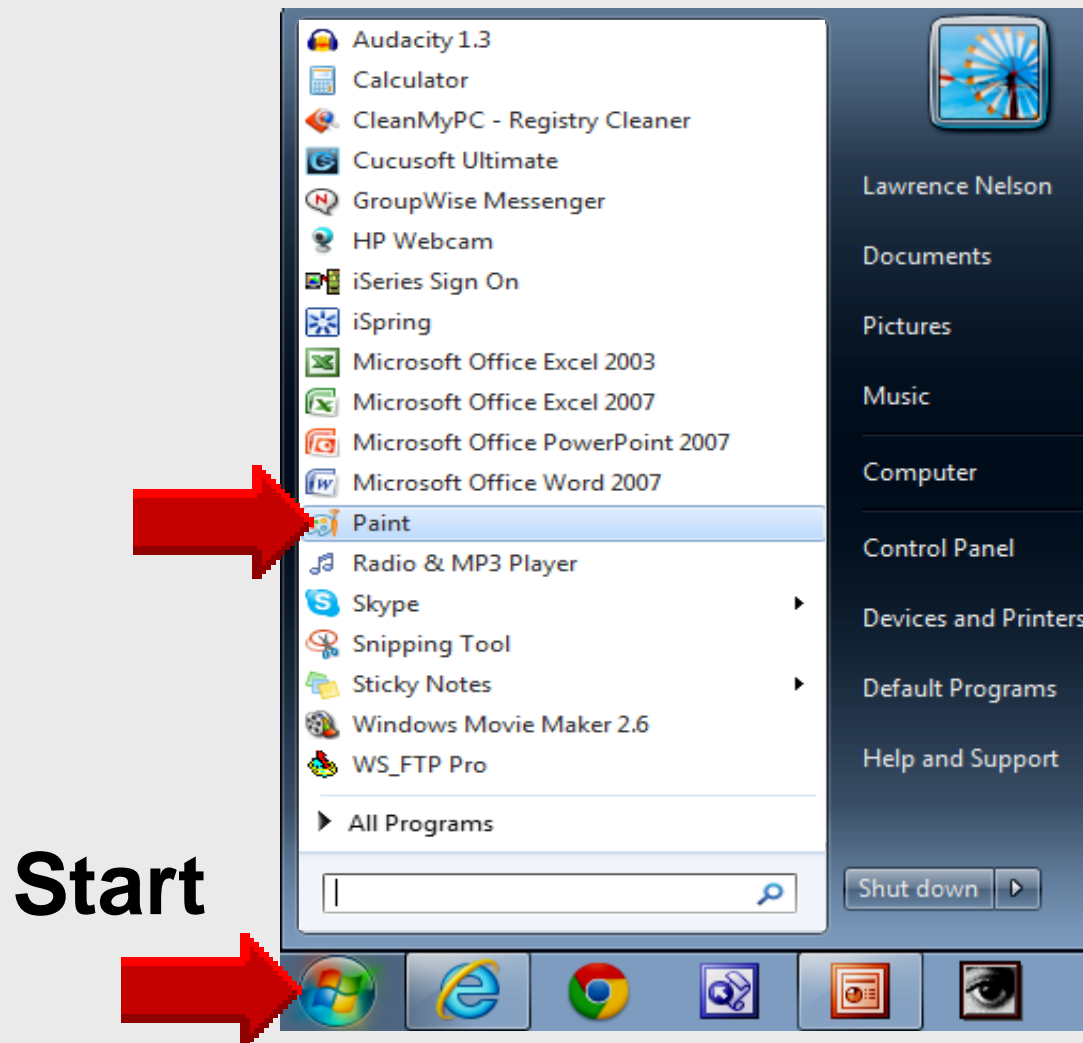 Audacity 1.3
Calculator
CleanMyPC - Registry Cleaner
Cucusoft Ultimate
GroupWise Messenger
HP Webcam
iSeries Sign On
iSpring
Microsoft Office Excel 2003
Microsoft Office Excel 2007
Microsoft Office PowerPoint 2007
Microsoft Office Word 2007
Paint
Radio & MP3 Player
Skype
Snipping Tool
Sticky Notes
Windows Movie Maker 2.6
WS_FTP Pro
All Programs
Lawrence Nelson
Documents
Pictures
Music
Computer
Control Panel
Devices and Printers
Default Programs
Help and Support
Shut down
Start